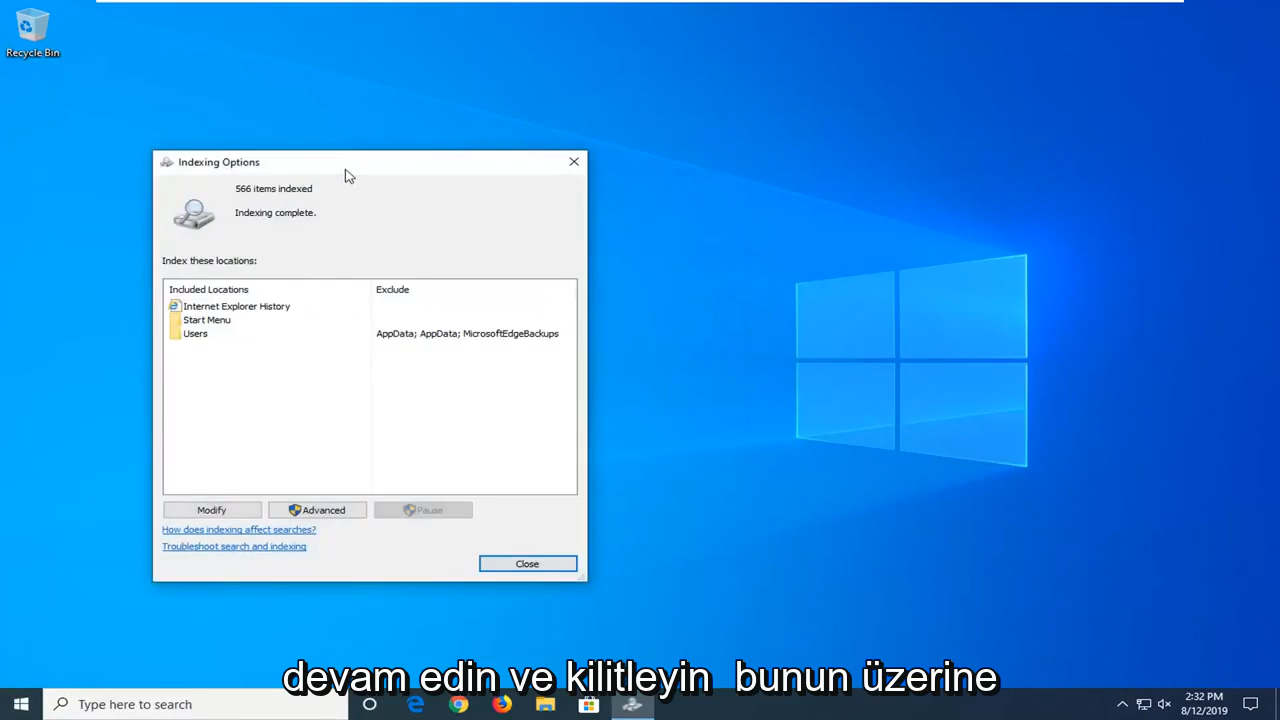 Recycle Bin
Indexing Options
566 items indexed
Indexing complete.
Index these locations:
Included Locations Exclude
Internet Explorer History
Start Menu
Users AppData; AppData; MicrosoftEdgeBackups
Modify Advanced Pause
How does indexing affect searches?
Troubleshoot search and indexing
Close
devam edin ve kilitleyin bunun üzerine
Type here to search
2:32 PM
8/12/2019